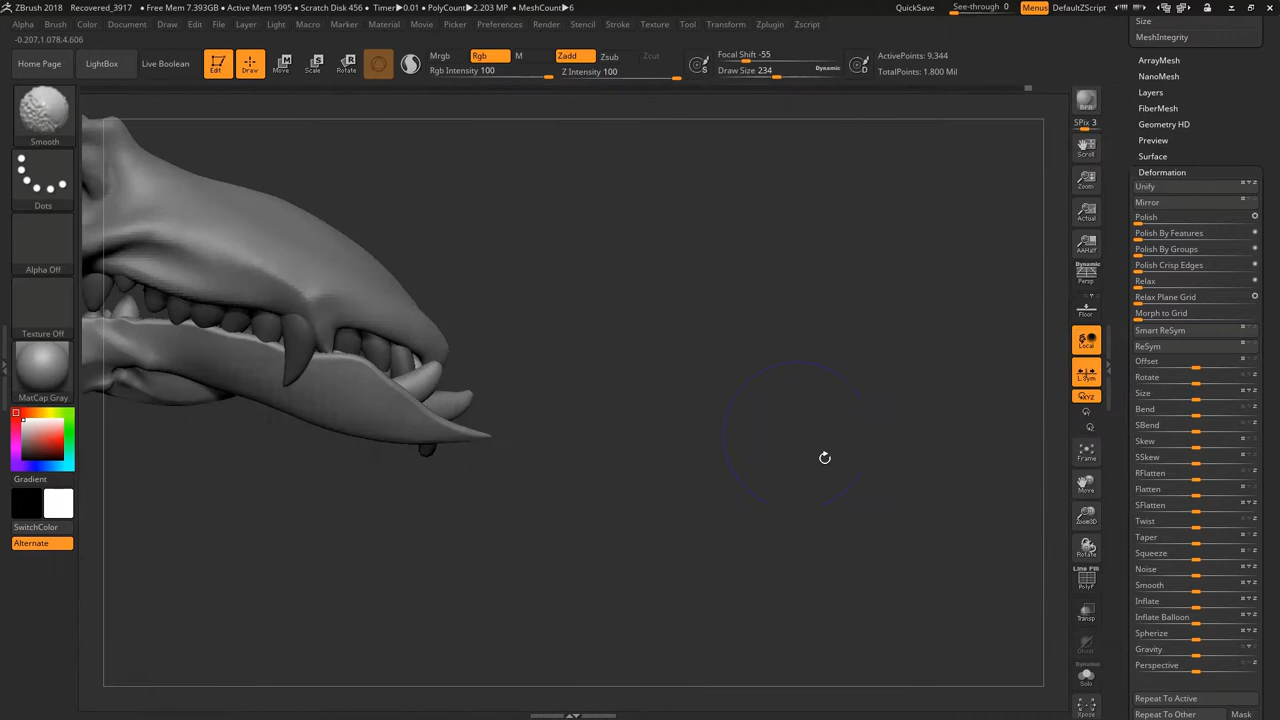 ZBrush 2018 - Recovered_3917 • Free Mem 7.393GB • Active Mem 1995 • Scratch Disk 456 • Timer▶0.01 • PolyCount▶2.203 MP • MeshCount▶6
QuickSave
See-through 0
Menus
DefaultZScript
Alpha Brush Color Document Draw Edit File Layer Light Macro Marker Material Movie Picker Preferences Render Stencil Stroke Texture Tool Transform Zplugin Zscript
-0.207,1.078,4.606
Home Page
LightBox
Live Boolean
Edit
Draw
Move
Scale
Rotate
Mrgb Rgb M
Rgb Intensity 100
Zadd Zsub Zcut
Z Intensity 100
Focal Shift -55
Draw Size 234
Dynamic
ActivePoints: 9,344
TotalPoints: 1.800 Mil
Smooth
Dots
Alpha Off
Texture Off
MatCap Gray
Gradient
SwitchColor
Alternate
BPR
SPix 3
Scroll
Zoom
Actual
AAHalf
Dynamic
Persp
Floor
Local
L.Sym
XYZ
Frame
Move
Zoom3D
Rotate
Line Fill
PolyF
Transp
Ghost
Dynamic
Solo
Xpose
Size
MeshIntegrity
ArrayMesh
NanoMesh
Layers
FiberMesh
Geometry HD
Preview
Surface
Deformation
Unify
Mirror
Polish
Polish By Features
Polish By Groups
Polish Crisp Edges
Relax
Relax Plane Grid
Morph to Grid
Smart ReSym
ReSym
Offset
Rotate
Size
Bend
SBend
Skew
SSkew
RFlatten
Flatten
SFlatten
Twist
Taper
Squeeze
Noise
Smooth
Inflate
Inflate Balloon
Spherize
Gravity
Perspective
Repeat To Active
Repeat To Other Mask